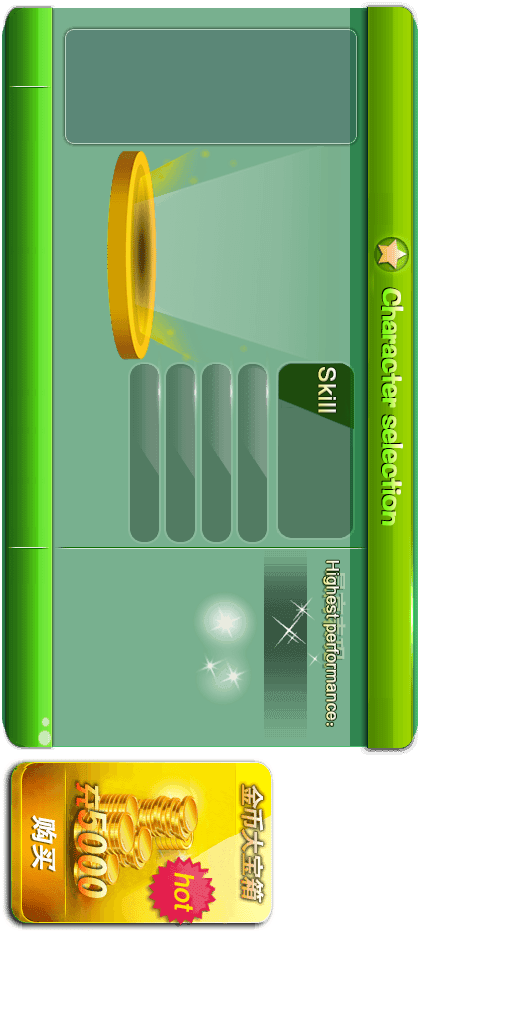 Character selection
Skill
Highest performance:
金币大宝箱
hot
5000
购买